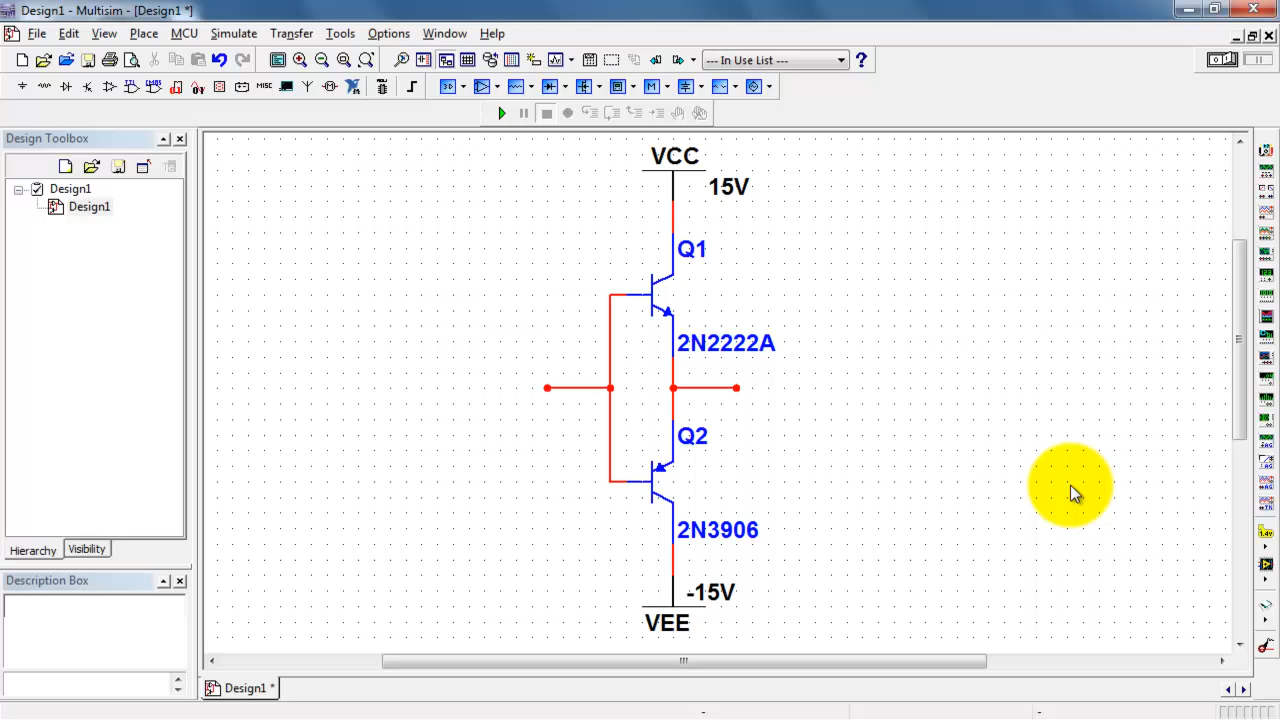 Design1 - Multisim - [Design1 *]
File Edit View Place MCU Simulate Transfer Tools Options Window Help
--- In Use List ---
MISC
Design Toolbox
Design1
Design1
Hierarchy Visibility
Description Box
VCC
15V
Q1
2N2222A
Q2
2N3906
-15V
VEE
Design1 *